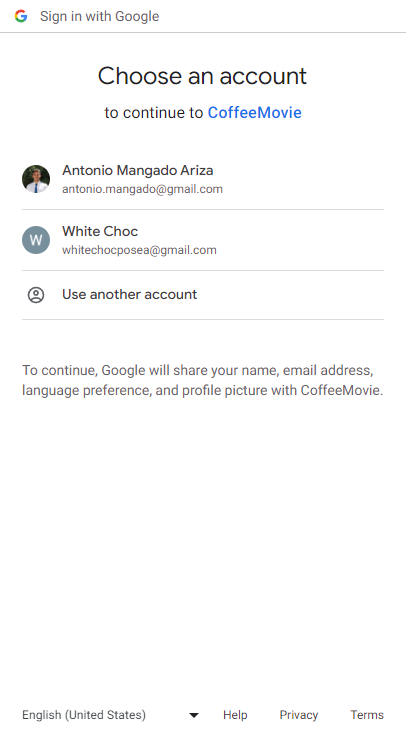 Sign in with Google
Choose an account
to continue to CoffeeMovie
Antonio Mangado Ariza
antonio.mangado@gmail.com
W
White Choc
whitechocposea@gmail.com
Use another account
To continue, Google will share your name, email address,
language preference, and profile picture with CoffeeMovie.
English (United States) Help Privacy Terms